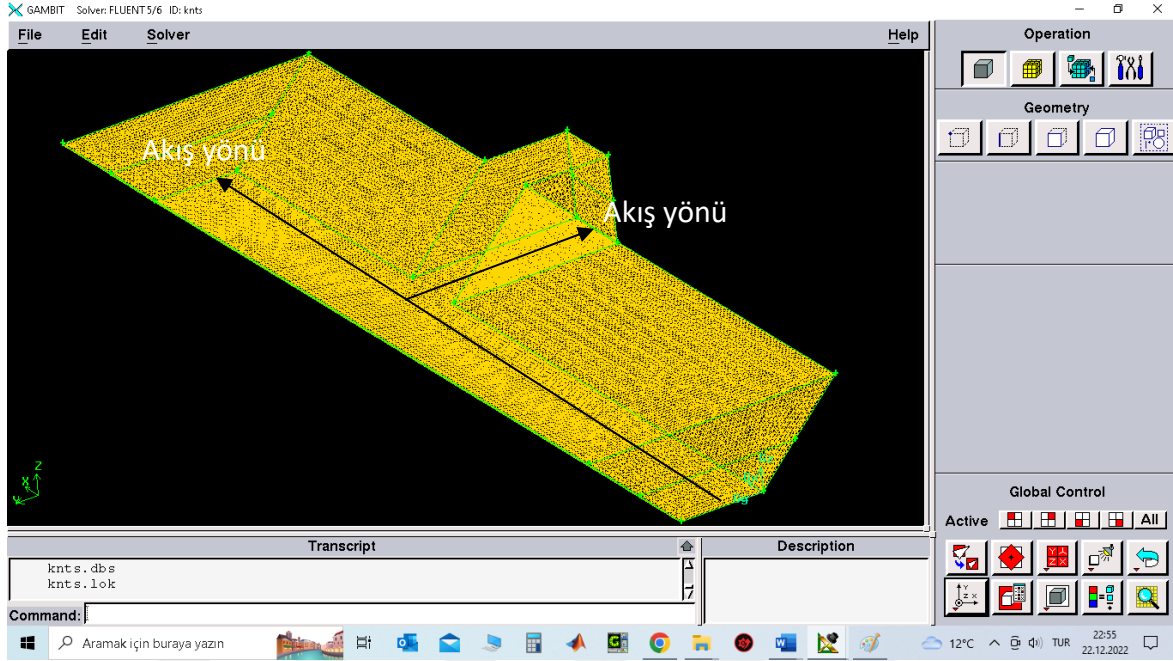 GAMBIT Solver: FLUENT 5/6 ID: knts
File Edit Solver Help
Operation
Geometry
Akış yönü
Akış yönü
Z
X
Y
Global Control
Active All
Transcript
Description
knts.dbs
knts.lok
Command:
Aramak için buraya yazın
12°C TUR 22:55
22.12.2022